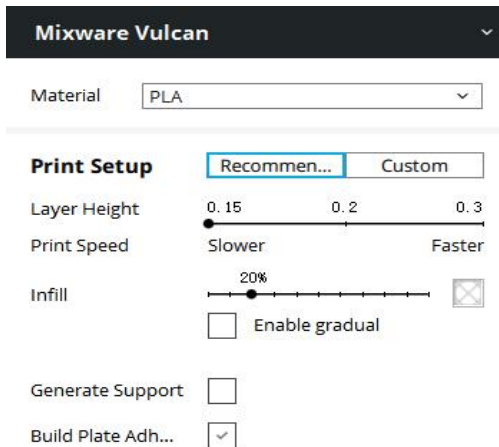 Mixware Vulcan
Material PLA
Print Setup Recommen... Custom
Layer Height 0.15 0.2 0.3
Print Speed Slower Faster
20%
Infill
Enable gradual
Generate Support
Build Plate Adh...